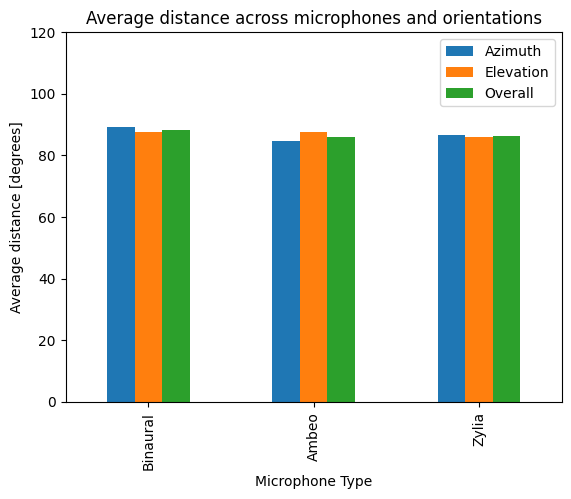 Average distance across microphones and orientations
Azimuth
Elevation
Overall
Average distance [degrees]
120
100
80
60
40
20
0
Binaural
Ambeo
Zylia
Microphone Type